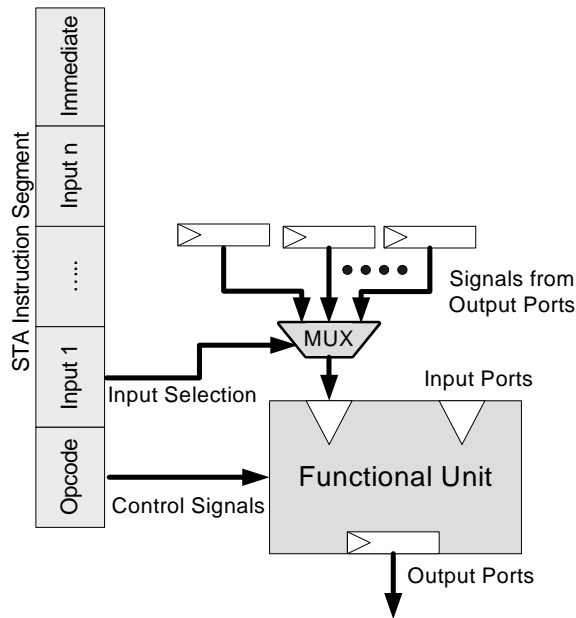 STA Instruction Segment
Immediate
Input n
.....
Input 1
Opcode
Signals from
Output Ports
MUX
Input Selection
Input Ports
Functional Unit
Control Signals
Output Ports